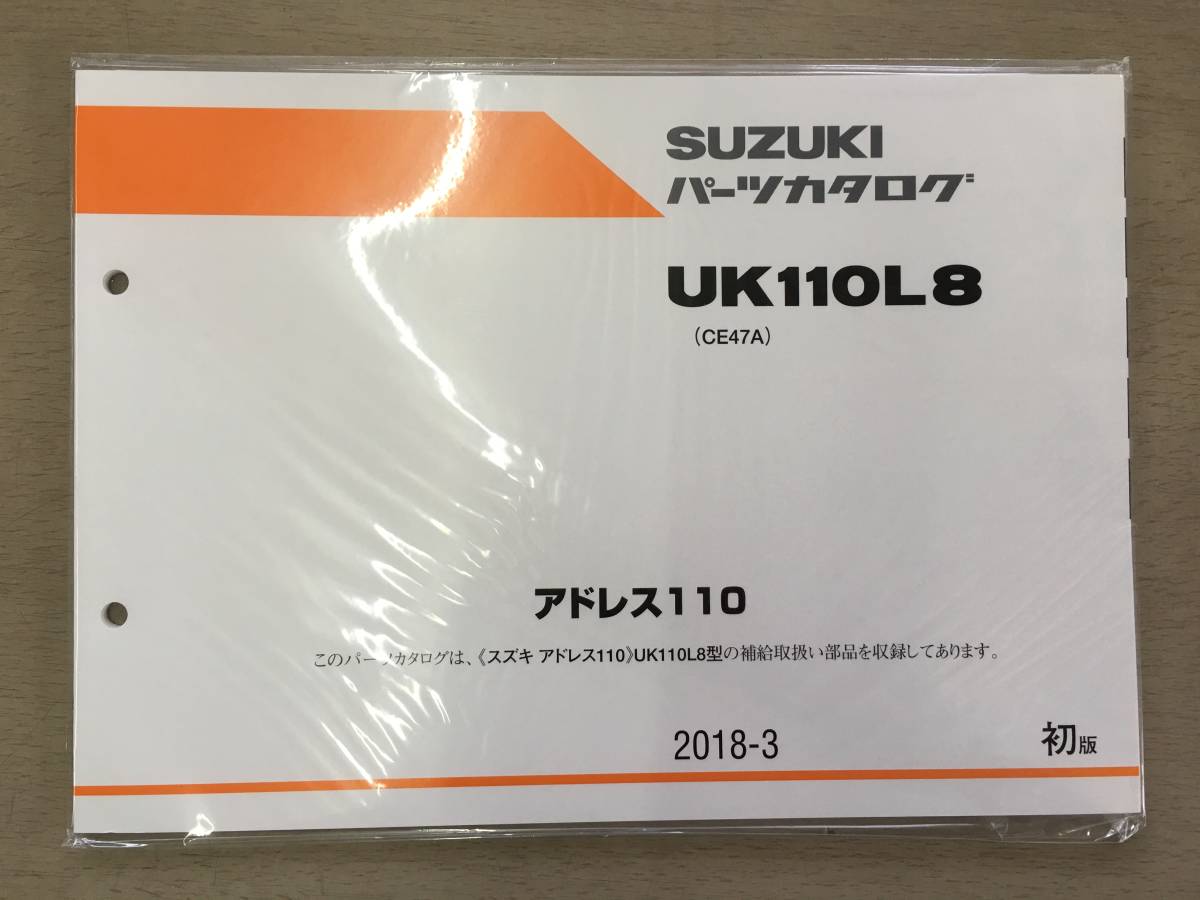 SUZUKI
パーツカタログ
UK110L8
(CE47A)
アドレス110
このパーツカタログは、《スズキ アドレス110》UK110L8型の補給取扱い部品を収録してあります。
2018-3
初版